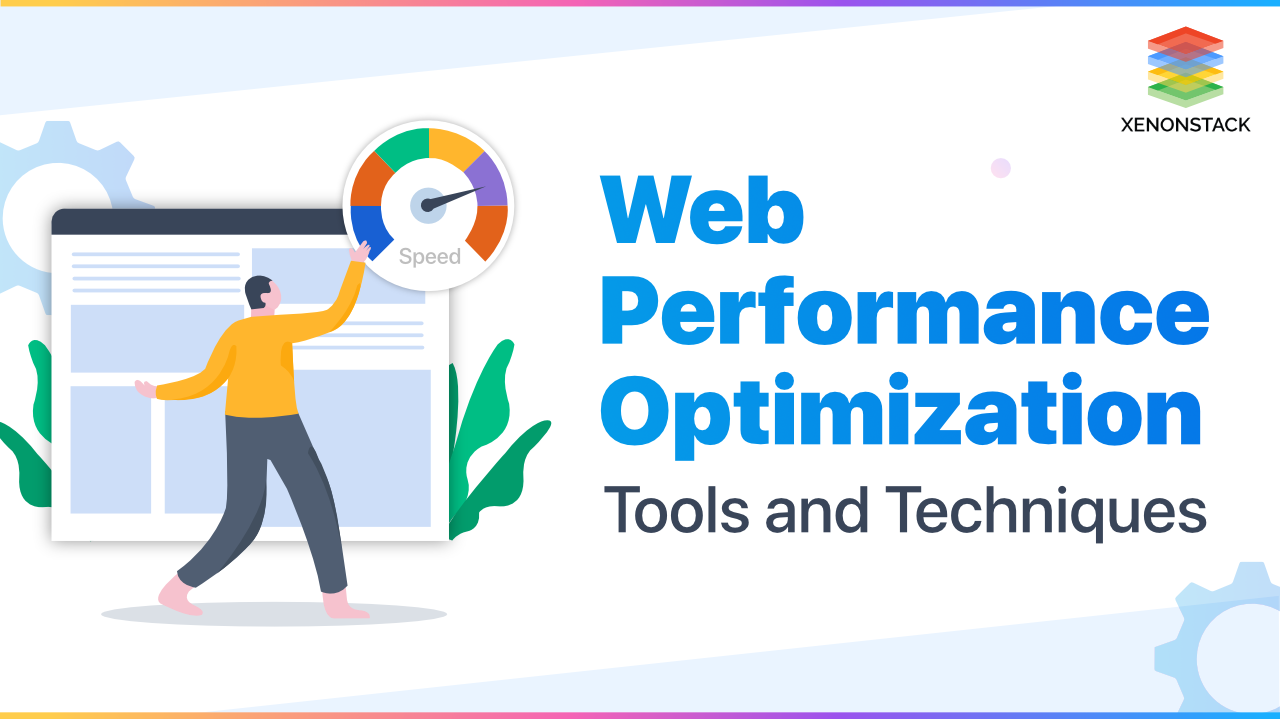 XENONSTACK
Speed
Web
Performance
Optimization
Tools and Techniques